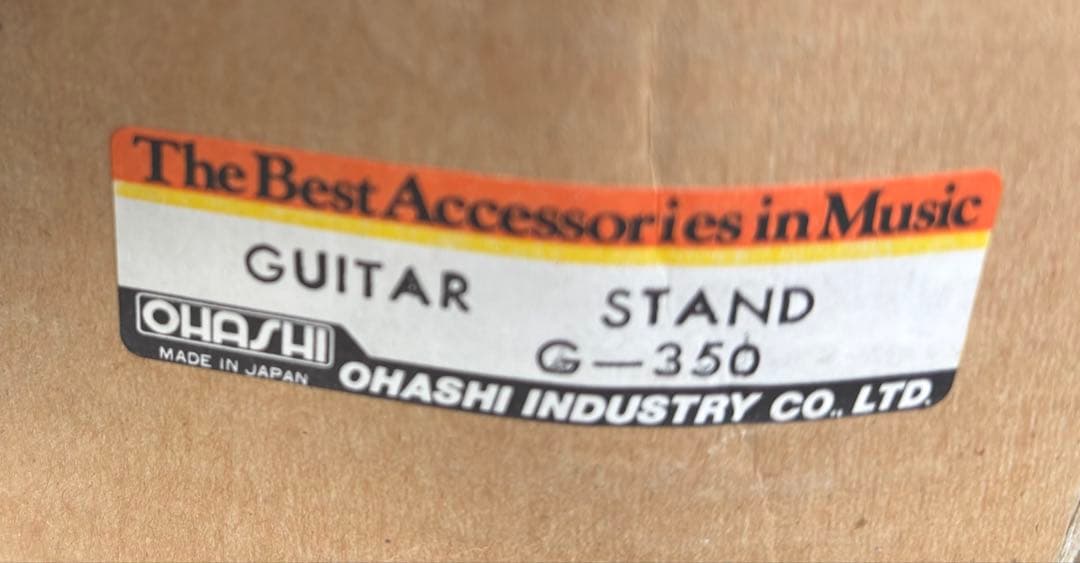 The Best Accessories in Music
GUITAR STAND
G-350
OHASHI
MADE IN JAPAN
OHASHI INDUSTRY CO., LTD.